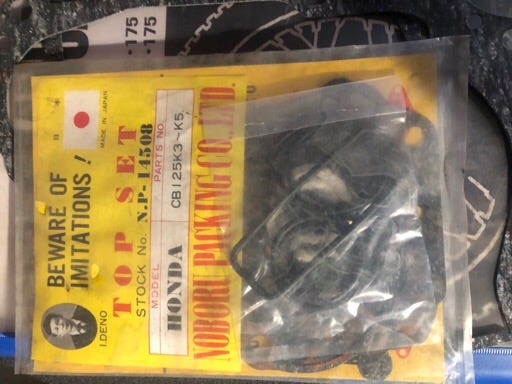 BEWARE OF
IMITATIONS !
MADE IN JAPAN
I.DENO
TOP SET
STOCK No. N.P-14508
MODEL
PARTS NO.
HONDA
CB125K3~K5
NOBORU PACKING CO., LTD.
·175
·175